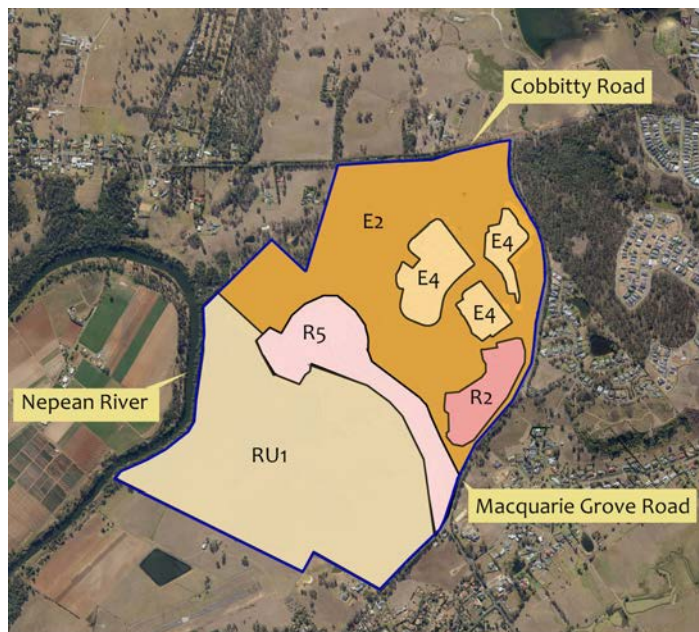 Cobbitty Road
E2
E4
E4
E4
R5
R2
Nepean River
RU1
Macquarie Grove Road